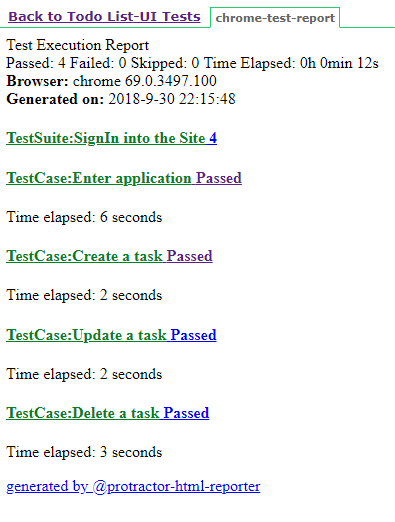 Back to Todo List-UI Tests chrome-test-report
Test Execution Report
Passed: 4 Failed: 0 Skipped: 0 Time Elapsed: 0h 0min 12s
Browser: chrome 69.0.3497.100
Generated on: 2018-9-30 22:15:48
TestSuite:SignIn into the Site 4
TestCase:Enter application Passed
Time elapsed: 6 seconds
TestCase:Create a task Passed
Time elapsed: 2 seconds
TestCase:Update a task Passed
Time elapsed: 2 seconds
TestCase:Delete a task Passed
Time elapsed: 3 seconds
generated by @protractor-html-reporter